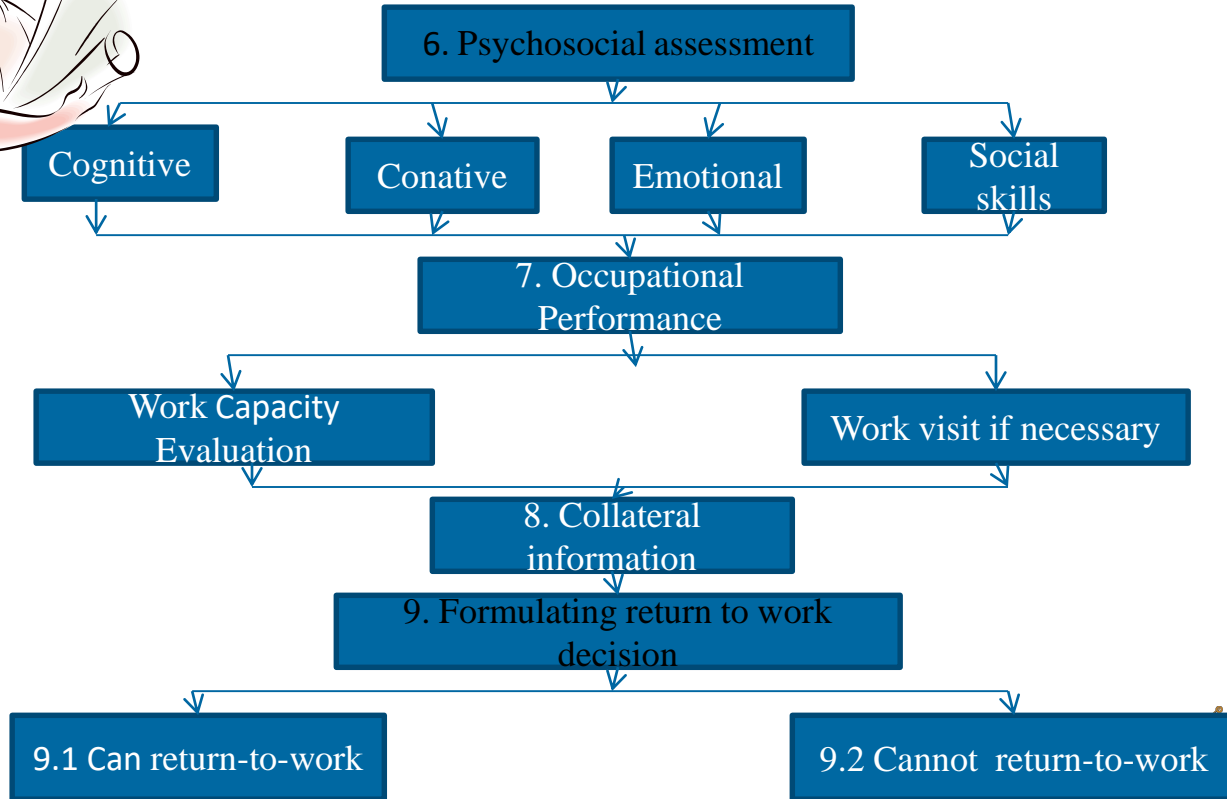 6. Psychosocial assessment
Cognitive
Conative
Emotional
Social
skills
7. Occupational
Performance
Work Capacity
Evaluation
Work visit if necessary
8. Collateral
information
9. Formulating return to work
decision
9.1 Can return-to-work
9.2 Cannot return-to-work